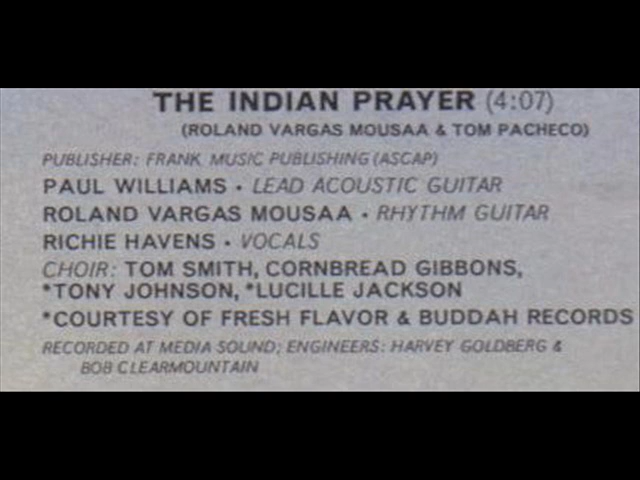 THE INDIAN PRAYER (4:07)
(ROLAND VARGAS MOUSAA & TOM PACHECO)
PUBLISHER: FRANK MUSIC PUBLISHING (ASCAP)
PAUL WILLIAMS • LEAD ACOUSTIC GUITAR
ROLAND VARGAS MOUSAA • RHYTHM GUITAR
RICHIE HAVENS • VOCALS
CHOIR: TOM SMITH, CORNBREAD GIBBONS,
*TONY JOHNSON, *LUCILLE JACKSON
*COURTESY OF FRESH FLAVOR & BUDDAH RECORDS
RECORDED AT MEDIA SOUND; ENGINEERS: HARVEY GOLDBERG &
BOB CLEARMOUNTAIN